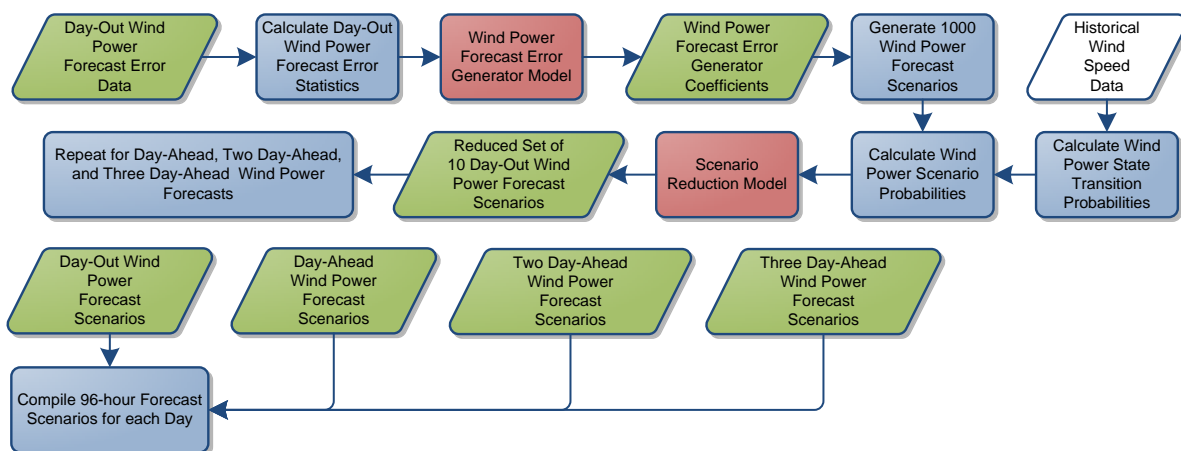 Day-Out Wind
Power
Forecast Error
Data
Calculate Day-Out
Wind Power
Forecast Error
Statistics
Wind Power
Forecast Error
Generator Model
Wind Power
Forecast Error
Generator
Coefficients
Generate 1000
Wind Power
Forecast
Scenarios
Historical
Wind
Speed
Data
Repeat for Day-Ahead, Two Day-Ahead,
and Three Day-Ahead Wind Power
Forecasts
Reduced Set of
10 Day-Out Wind
Power Forecast
Scenarios
Scenario
Reduction Model
Calculate Wind
Power Scenario
Probabilities
Calculate Wind
Power State
Transition
Probabilities
Day-Out Wind
Power
Forecast
Scenarios
Day-Ahead
Wind Power
Forecast
Scenarios
Two Day-Ahead
Wind Power
Forecast
Scenarios
Three Day-Ahead
Wind Power
Forecast
Scenarios
Compile 96-hour Forecast
Scenarios for each Day